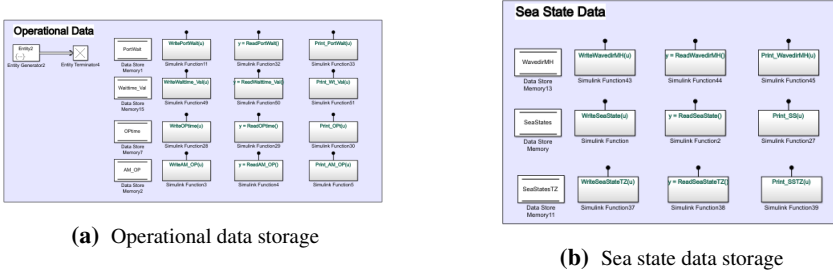 Operational Data
Entity2
Entity Generator2
Entity Terminator4
PortWait
Data Store
Memory1
WritePortWait(u)
Simulink Function11
y = ReadPortWait()
Simulink Function32
Print_PortWait(u)
Simulink Function33
Waitime_Val
Data Store
Memory15
WriteWaittime_Val(u)
Simulink Function49
y = ReadWaittime_Val()
Simulink Function50
Print_Wt_Val(u)
Simulink Function51
OPtime
Data Store
Memory7
WriteOPtime(u)
Simulink Function28
y = ReadOPtime()
Simulink Function29
Print_OPt(u)
Simulink Function30
AM_OP
Data Store
Memory2
WriteAM_OP(u)
Simulink Function3
y = ReadAM_OP()
Simulink Function4
Print_AM_OP(u)
Simulink Function5
(a) Operational data storage
Sea State Data
WavedirMH
Data Store
Memory13
WriteWavedirMH(u)
Simulink Function43
y = ReadWavedirMH()
Simulink Function44
Print_WavedirMH(u)
Simulink Function45
SeaStates
Data Store
Memory
WriteSeaState(u)
Simulink Function
y = ReadSeaState()
Simulink Function2
Print_SS(u)
Simulink Function27
SeaStatesTZ
Data Store
Memory11
WriteSeaStateTZ(u)
Simulink Function37
y = ReadSeaStateTZ()
Simulink Function38
Print_SSTZ(u)
Simulink Function39
(b) Sea state data storage